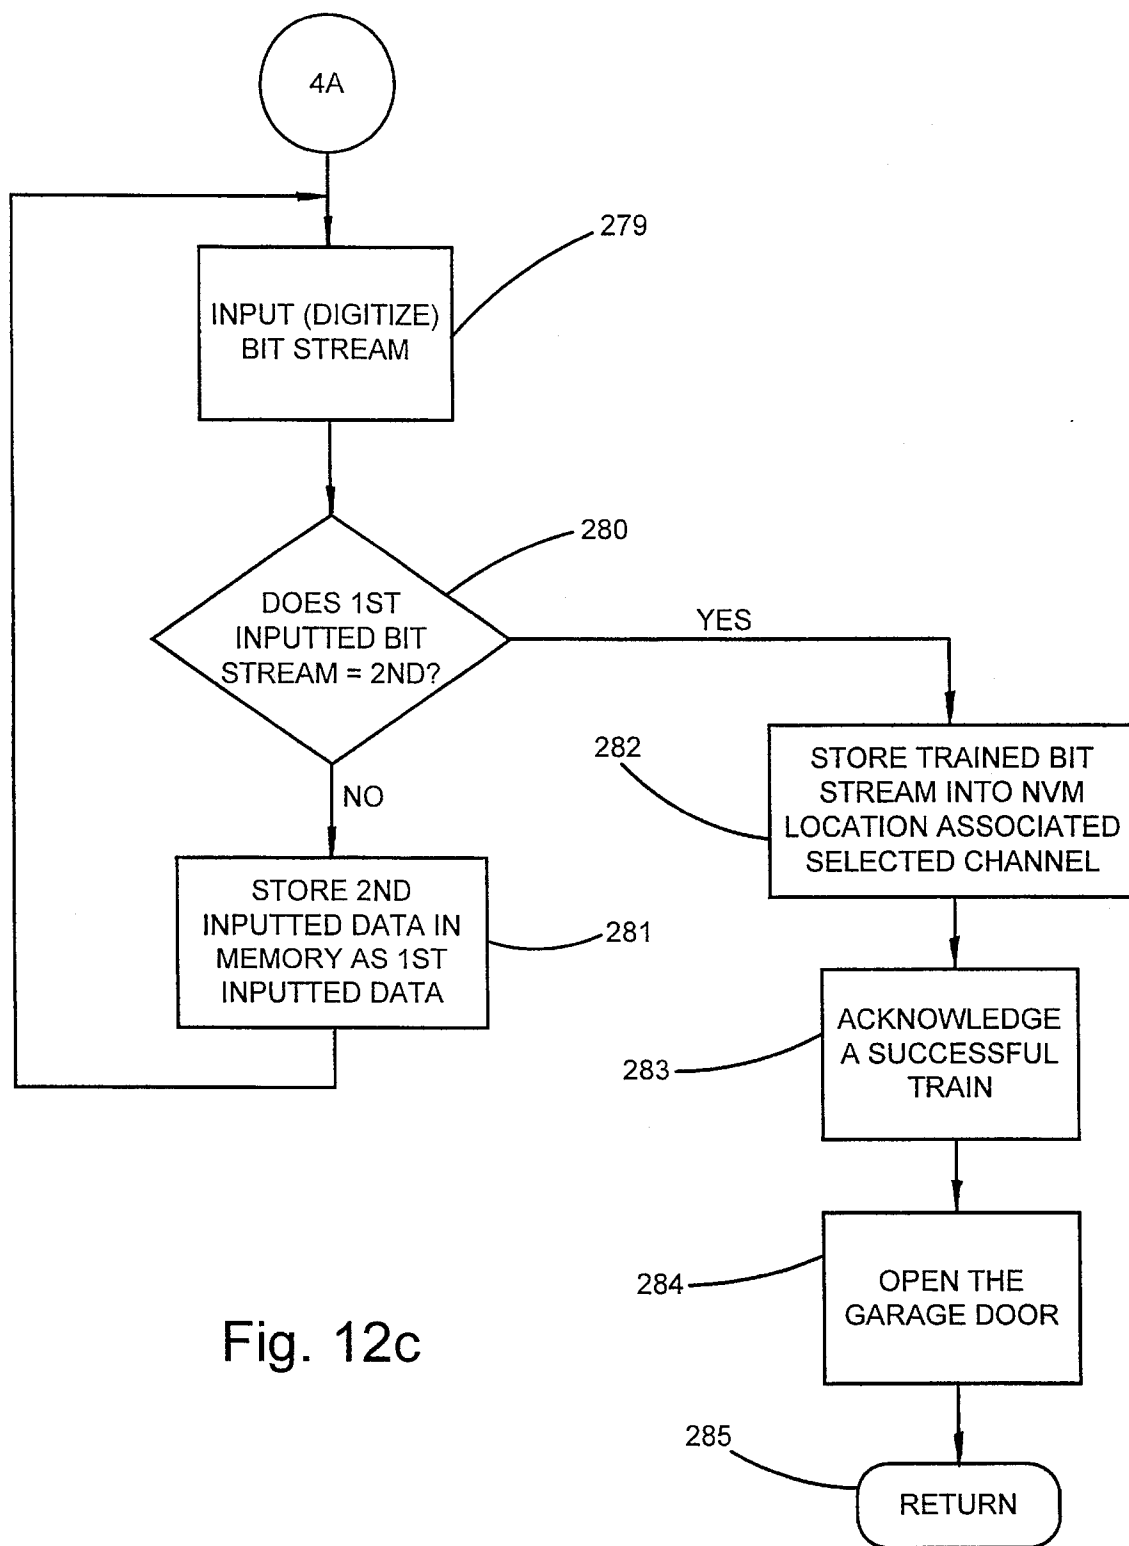 4A
279
INPUT (DIGITIZE)
BIT STREAM
280
DOES 1ST
INPUTTED BIT
STREAM = 2ND?
YES
NO
282
STORE TRAINED BIT
STREAM INTO NVM
LOCATION ASSOCIATED
SELECTED CHANNEL
STORE 2ND
INPUTTED DATA IN
MEMORY AS 1ST
INPUTTED DATA
281
283
ACKNOWLEDGE
A SUCCESSFUL
TRAIN
284
OPEN THE
GARAGE DOOR
Fig. 12c
285
RETURN